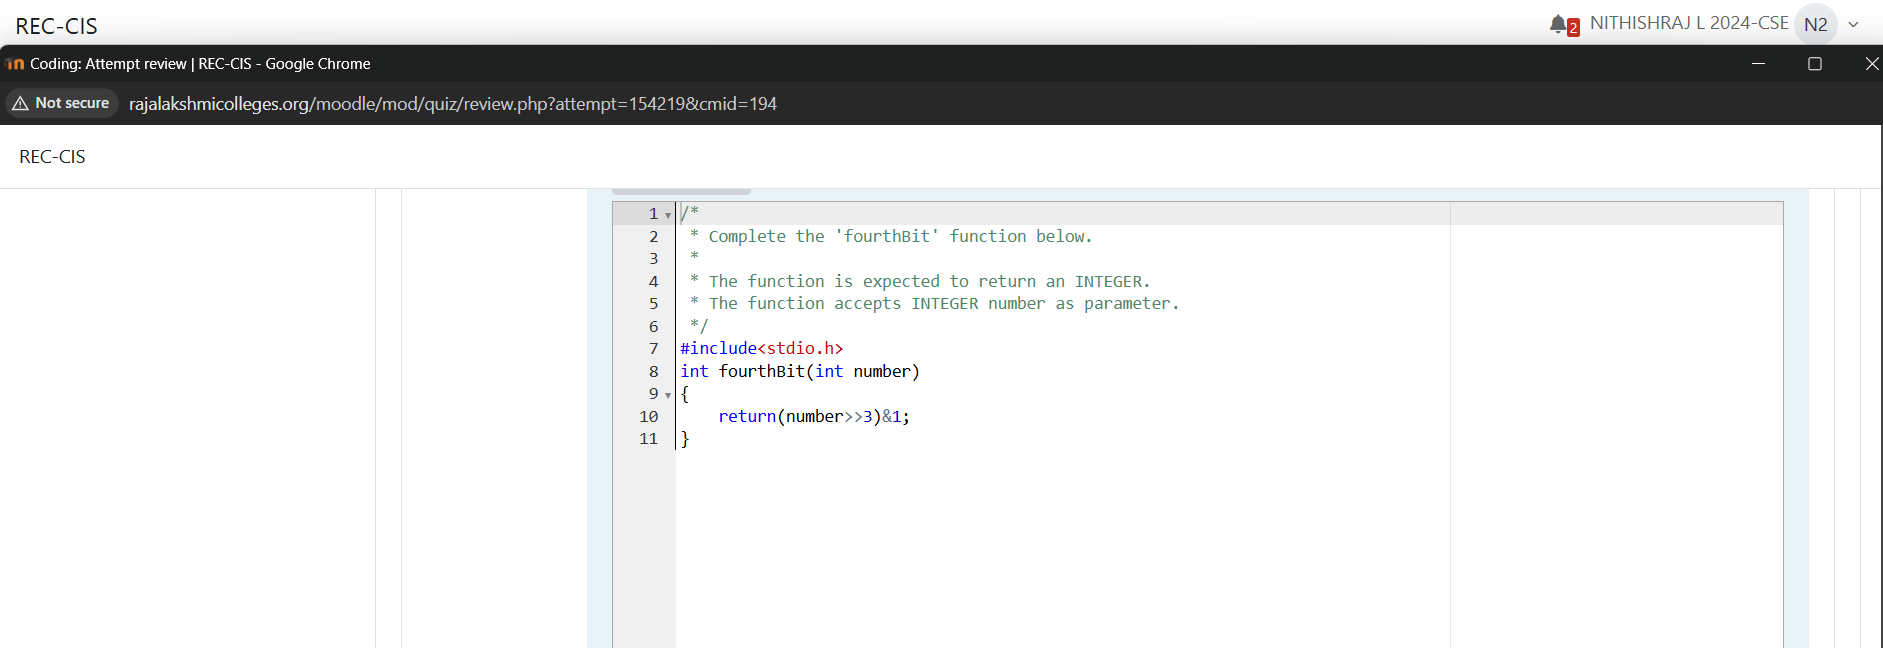 REC-CIS
2 NITHISHRAJ L 2024-CSE N2
Coding: Attempt review | REC-CIS - Google Chrome
Not secure rajalakshmicolleges.org/moodle/mod/quiz/review.php?attempt=154219&cmid=194
REC-CIS
1 /*
2 * Complete the 'fourthBit' function below.
3 *
4 * The function is expected to return an INTEGER.
5 * The function accepts INTEGER number as parameter.
6 */
7 #include<stdio.h>
8 int fourthBit(int number)
9 {
10 return(number>>3)&1;
11 }